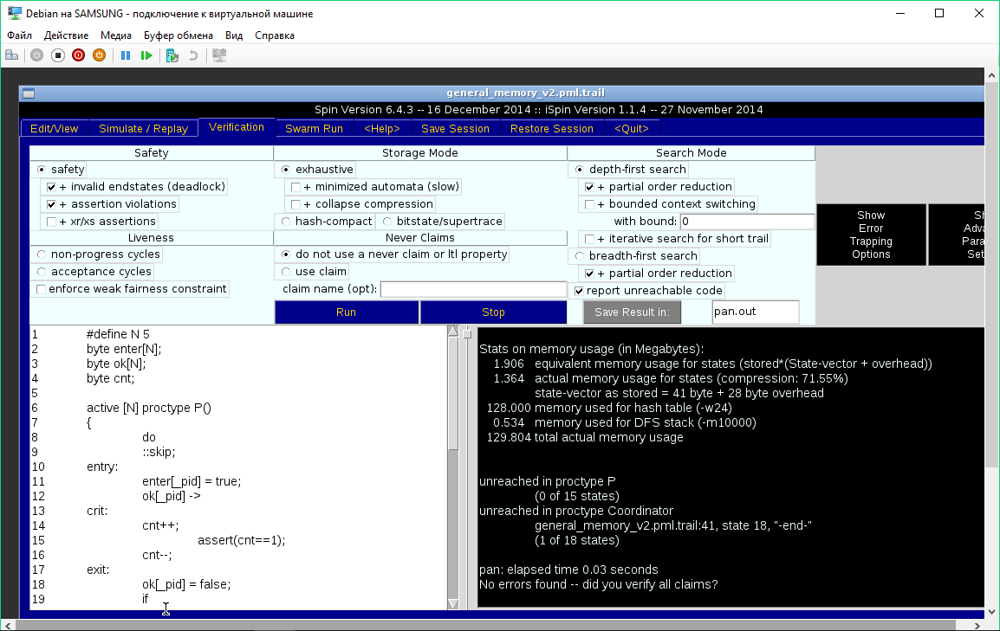 Debian на SAMSUNG - подключение к виртуальной машине
Файл Действие Медиа Буфер обмена Вид Справка
general_memory_v2.pml.trail
Spin Version 6.4.3 -- 16 December 2014 :: iSpin Version 1.1.4 -- 27 November 2014
Edit/View Simulate / Replay Verification Swarm Run <Help> Save Session Restore Session <Quit>
Safety Storage Mode Search Mode
safety exhaustive depth-first search
+ invalid endstates (deadlock) + minimized automata (slow) + partial order reduction
+ assertion violations + collapse compression + bounded context switching
+ xr/xs assertions hash-compact bitstate/supertrace with bound: 0
Liveness Never Claims + iterative search for short trail
non-progress cycles do not use a never claim or ltl property breadth-first search
acceptance cycles use claim + partial order reduction
enforce weak fairness constraint claim name (opt): report unreachable code
Run Stop Save Result in: pan.out
Show
Error
Trapping
Options
Sh
Adva
Para
Set
1 #define N 5
2 byte enter[N];
3 byte ok[N];
4 byte cnt;
5
6 active [N] proctype P()
7 {
8 do
9 ::skip;
10 entry:
11 enter[_pid] = true;
12 ok[_pid] ->
13 crit:
14 cnt++;
15 assert(cnt==1);
16 cnt--;
17 exit:
18 ok[_pid] = false;
19 if
Stats on memory usage (in Megabytes):
1.906 equivalent memory usage for states (stored*(State-vector + overhead))
1.364 actual memory usage for states (compression: 71.55%)
state-vector as stored = 41 byte + 28 byte overhead
128.000 memory used for hash table (-w24)
0.534 memory used for DFS stack (-m10000)
129.804 total actual memory usage
unreached in proctype P
(0 of 15 states)
unreached in proctype Coordinator
general_memory_v2.pml.trail:41, state 18, "-end-"
(1 of 18 states)
pan: elapsed time 0.03 seconds
No errors found -- did you verify all claims?